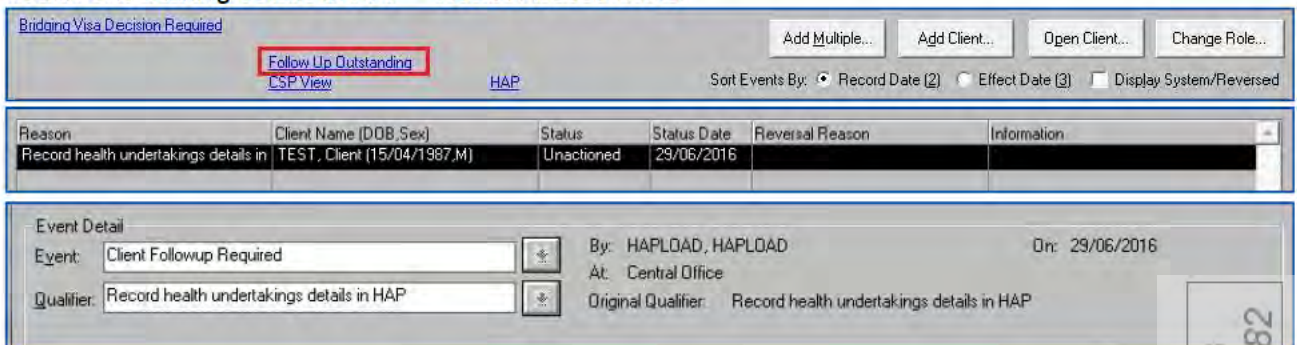 Bridging Visa Decision Required
Add Multiple... Add Client... Open Client... Change Role...
Follow Up Outstanding
CSP View HAP Sort Events By: Record Date (2) Effect Date (3) Display System/Reversed
Reason Client Name (DOB,Sex) Status Status Date Reversal Reason Information
Record health undertakings details in TEST, Client (15/04/1987,M) Unactioned 29/06/2016
Event Detail
Event: Client Followup Required By: HAPLOAD, HAPLOAD On: 29/06/2016
At: Central Office
Qualifier: Record health undertakings details in HAP Original Qualifier: Record health undertakings details in HAP
82